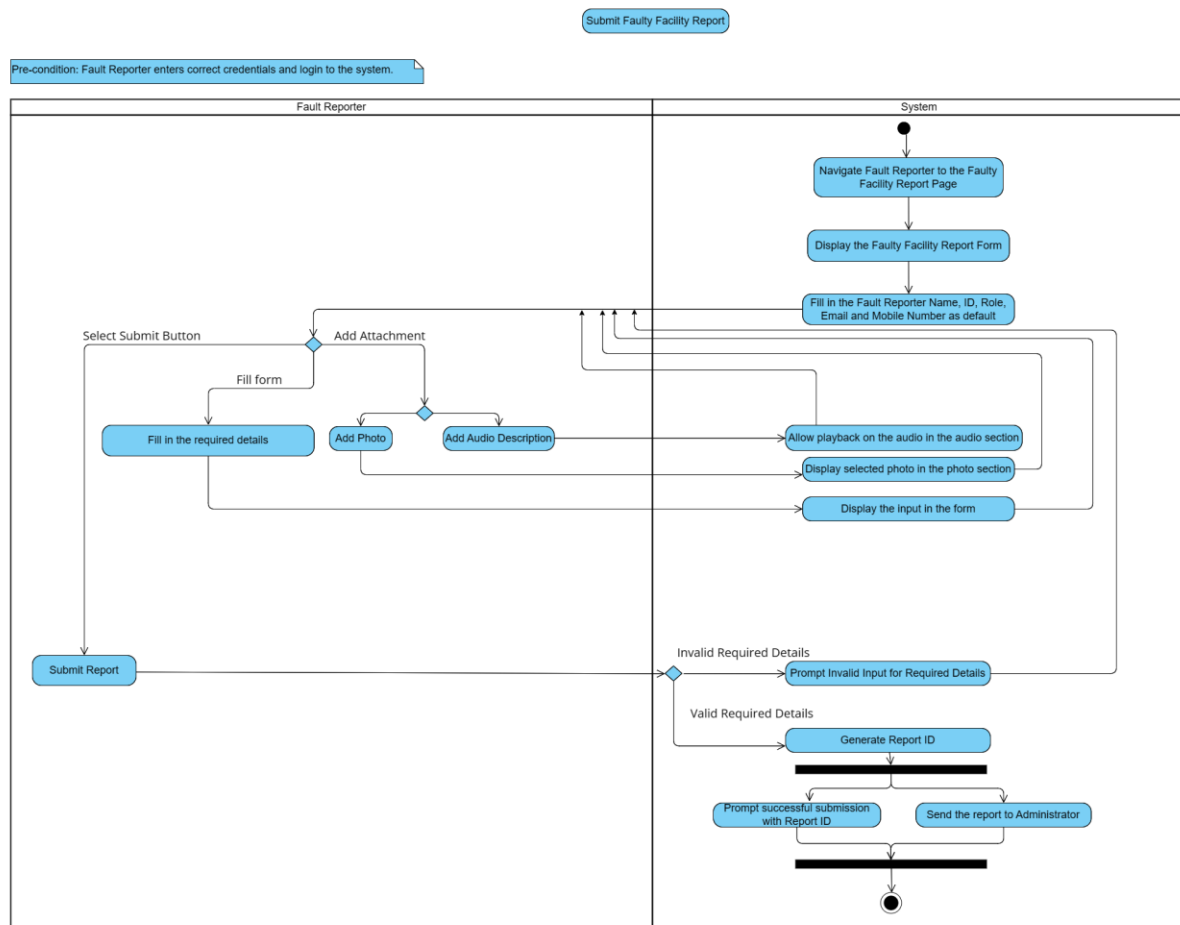 Submit Faulty Facility Report
Pre-condition: Fault Reporter enters correct credentials and login to the system.
Fault Reporter
System
Navigate Fault Reporter to the Faulty
Facility Report Page
Display the Faulty Facility Report Form
Fill in the Fault Reporter Name, ID, Role,
Email and Mobile Number as default
Select Submit Button
Add Attachment
Fill form
Fill in the required details
Add Photo
Add Audio Description
Allow playback on the audio in the audio section
Display selected photo in the photo section
Display the input in the form
Submit Report
Invalid Required Details
Prompt Invalid Input for Required Details
Valid Required Details
Generate Report ID
Prompt successful submission
with Report ID
Send the report to Administrator